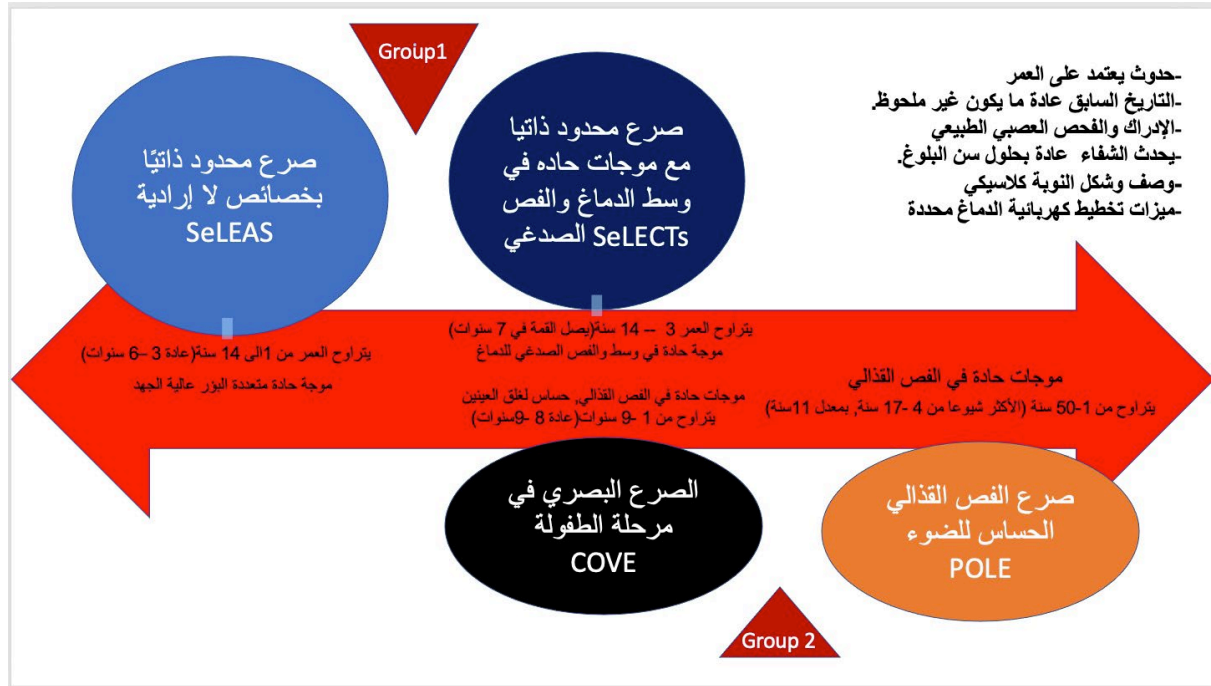 Group1
صرع محدود ذاتيًا
بخصائص لا إرادية
SeLEAS
صرع محدود ذاتيا
مع موجات حاده في
وسط الدماغ والفص
الصدغي SeLECTs
-حدوث يعتمد على العمر
-التاريخ السابق عادة ما يكون غير ملحوظ.
-الإدراك والفحص العصبي الطبيعي
-يحدث الشفاء عادة بحلول سن البلوغ.
-وصف وشكل النوبة كلاسيكي
-ميزات تخطيط كهربائية الدماغ محددة
يتراوح العمر من 1الى 14 سنة(عادة 3 –6 سنوات)
موجة حادة متعددة البؤر عالية الجهد
يتراوح العمر 3 – 14 سنة(يصل القمة في 7 سنوات)
موجة حادة في وسط والفص الصدغي للدماغ
موجات حادة في الفص القذالي, حساس لغلق العينين
يتراوح من 1 -9 سنوات(عادة 8 -9سنوات)
موجات حادة في الفص القذالي
يتراوح من 1-50 سنة (الأكثر شيوعا من 4 -17 سنة, بمعدل 11سنة)
الصرع البصري في
مرحلة الطفولة
COVE
صرع الفص القذالي
الحساس للضوء
POLE
Group 2